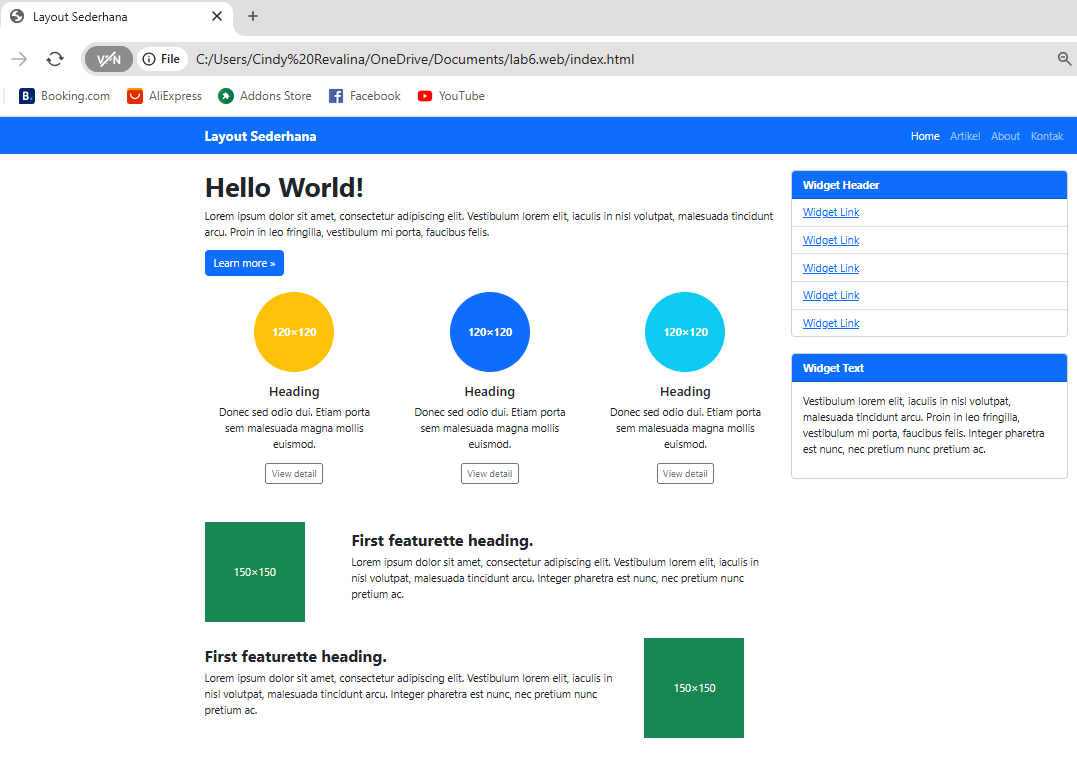 Layout Sederhana
VPN
File
C:/Users/Cindy%20Revalina/OneDrive/Documents/lab6.web/index.html
B. Booking.com
AliExpress
Addons Store
Facebook
YouTube
Layout Sederhana
Home
Artikel
About
Kontak
Hello World!
Lorem ipsum dolor sit amet, consectetur adipiscing elit. Vestibulum lorem elit, iaculis in nisl volutpat, malesuada tincidunt
arcu. Proin in leo fringilla, vestibulum mi porta, faucibus felis.
Learn more »
120×120
120×120
120×120
Heading
Heading
Heading
Donec sed odio dui. Etiam porta
sem malesuada magna mollis
euismod.
Donec sed odio dui. Etiam porta
sem malesuada magna mollis
euismod.
Donec sed odio dui. Etiam porta
sem malesuada magna mollis
euismod.
View detail
View detail
View detail
150×150
First featurette heading.
Lorem ipsum dolor sit amet, consectetur adipiscing elit. Vestibulum lorem elit, iaculis in
nisl volutpat, malesuada tincidunt arcu. Integer pharetra est nunc, nec pretium nunc
pretium ac.
First featurette heading.
Lorem ipsum dolor sit amet, consectetur adipiscing elit. Vestibulum lorem elit, iaculis in
nisl volutpat, malesuada tincidunt arcu. Integer pharetra est nunc, nec pretium nunc
pretium ac.
150×150
Widget Header
Widget Link
Widget Link
Widget Link
Widget Link
Widget Link
Widget Text
Vestibulum lorem elit, iaculis in nisl volutpat,
malesuada tincidunt arcu. Proin in leo fringilla,
vestibulum mi porta, faucibus felis. Integer pharetra
est nunc, nec pretium nunc pretium ac.